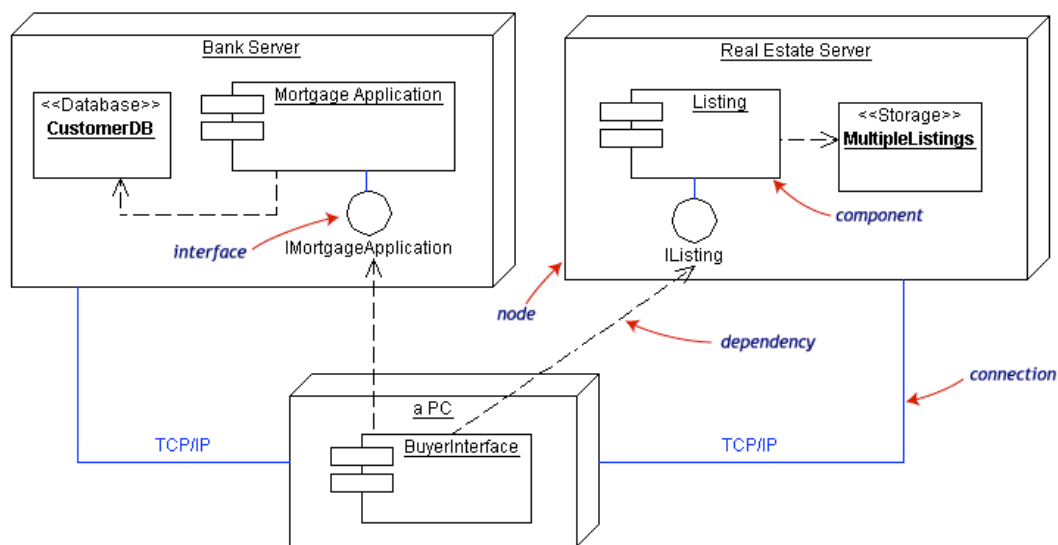 Bank Server
Real Estate Server
<<Database>>
CustomerDB
Mortgage Application
Listing
<<Storage>>
MultipleListings
component
interface
IMortgageApplication
IListing
node
dependency
connection
a PC
TCP/IP
BuyerInterface
TCP/IP